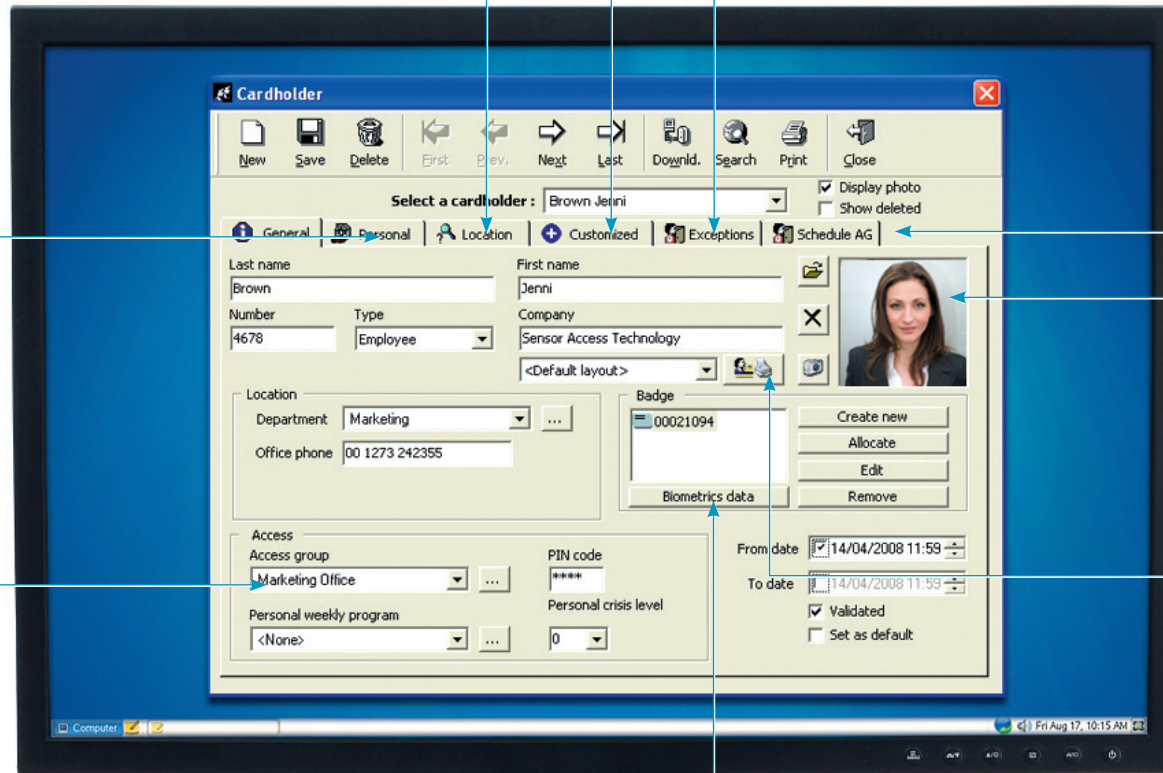 Cardholder
New Save Delete First Prev. Next Last Downld. Search Print Close
Select a cardholder : Brown Jenni
Display photo
Show deleted
General Personal Location Customized Exceptions Schedule AG
Last name First name
Brown Jenni
Number Type Company
4678 Employee Sensor Access Technology
<Default layout>
Location Badge
Department Marketing ... 00021094 Create new
Allocate
Office phone 00 1273 242355
Edit
Biometrics data Remove
Access
Access group PIN code From date 14/04/2008 11:59
Marketing Office ... **** To date 14/04/2008 11:59
Personal weekly program Personal crisis level Validated
<None> ... 0 Set as default
Computer Fri Aug 17, 10:15 AM